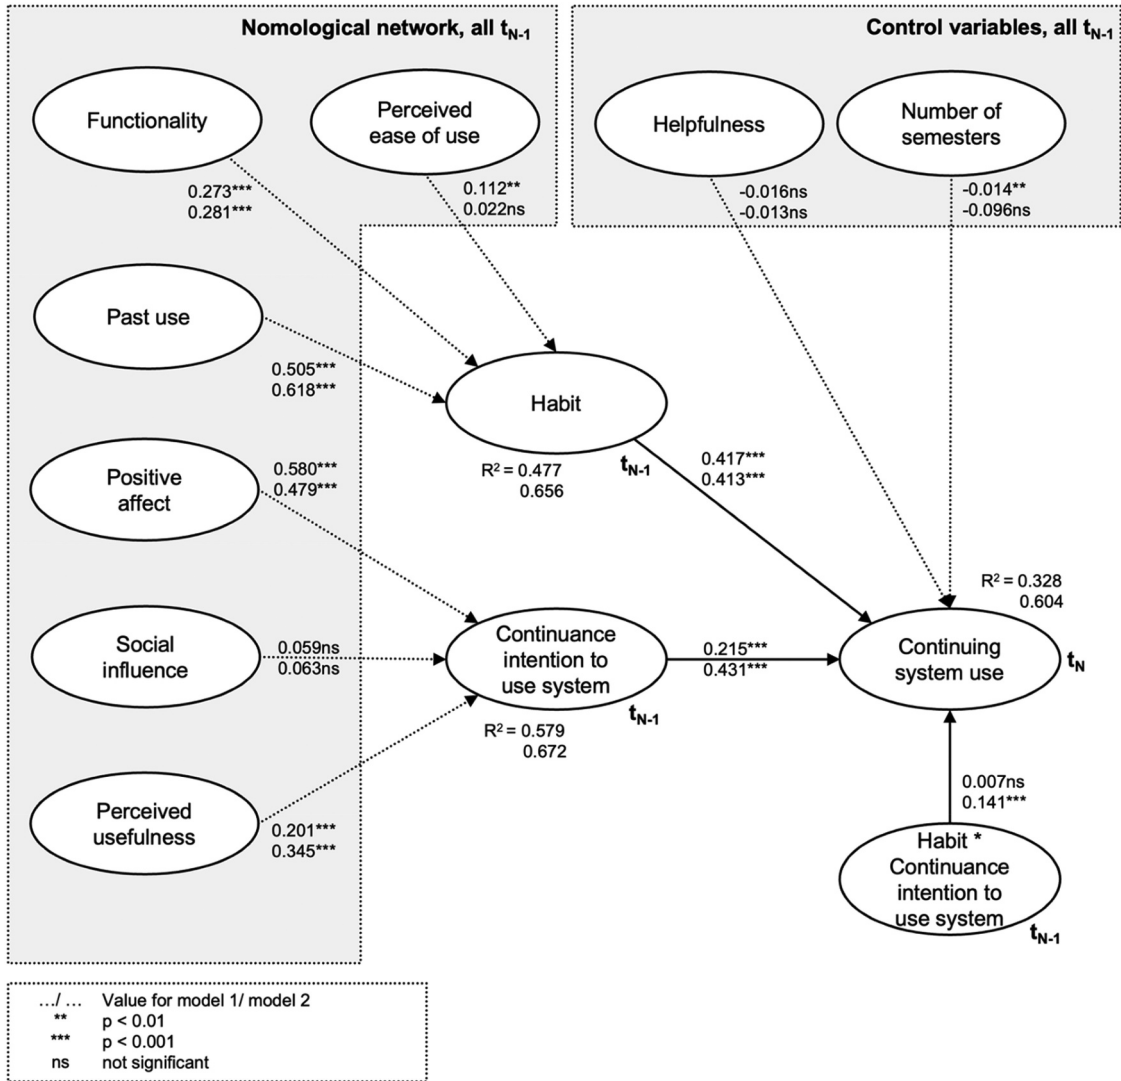 Nomological network, all tN-1
Control variables, all tN-1
Functionality
Perceived
ease of use
Helpfulness
Number of
semesters
0.273***
0.281***
0.112**
0.022ns
-0.016ns
-0.013ns
-0.014**
-0.096ns
Past use
0.505***
0.618***
Habit
tN-1
R2 = 0.477
0.656
0.417***
0.413***
Positive
affect
0.580***
0.479***
R2 = 0.328
0.604
Social
influence
0.059ns
0.063ns
Continuance
intention to
use system
tN-1
R2 = 0.579
0.672
0.215***
0.431***
Continuing
system use
tN
Perceived
usefulness
0.201***
0.345***
0.007ns
0.141***
Habit *
Continuance
intention to
use system
tN-1
.../ ... Value for model 1/ model 2
** p < 0.01
*** p < 0.001
ns not significant